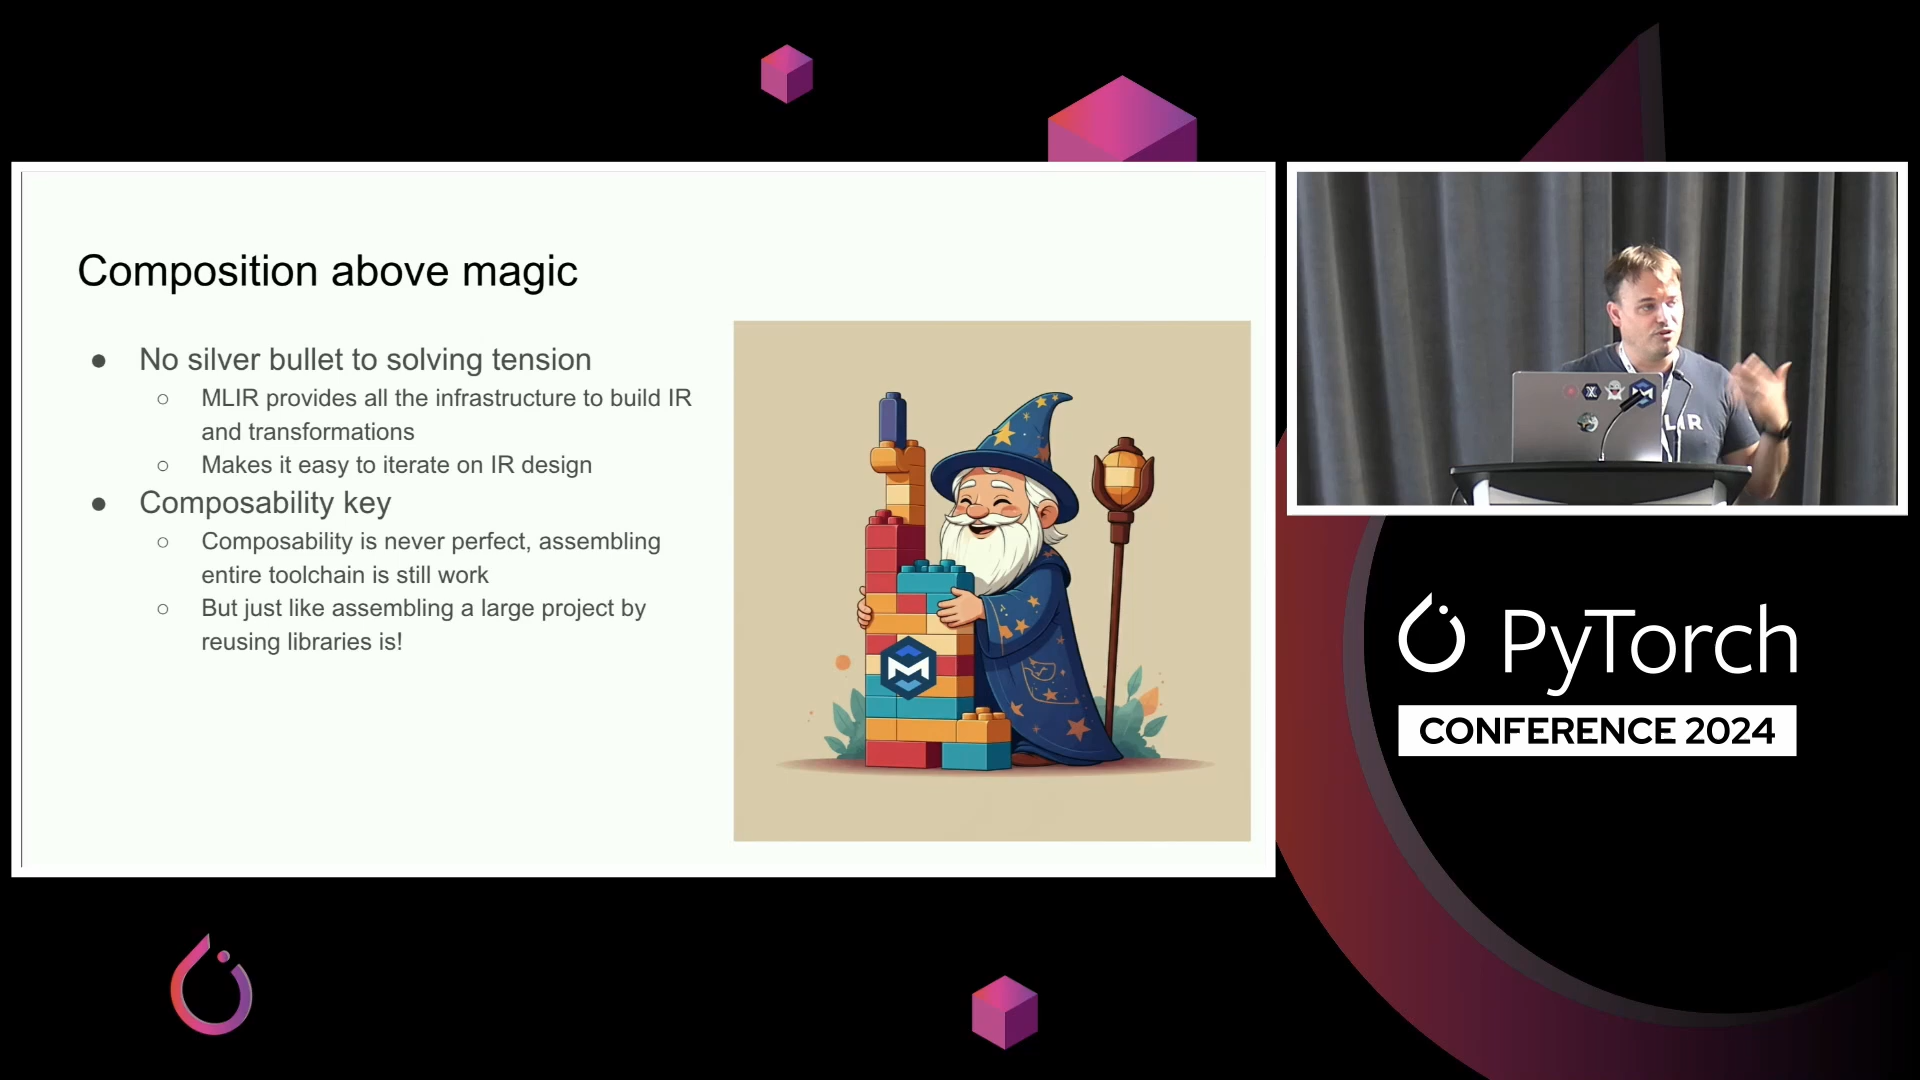 Composition above magic
● No silver bullet to solving tension
○ MLIR provides all the infrastructure to build IR
and transformations
○ Makes it easy to iterate on IR design
● Composability key
○ Composability is never perfect, assembling
entire toolchain is still work
○ But just like assembling a large project by
reusing libraries is!
M
LIR
PyTorch
CONFERENCE 2024